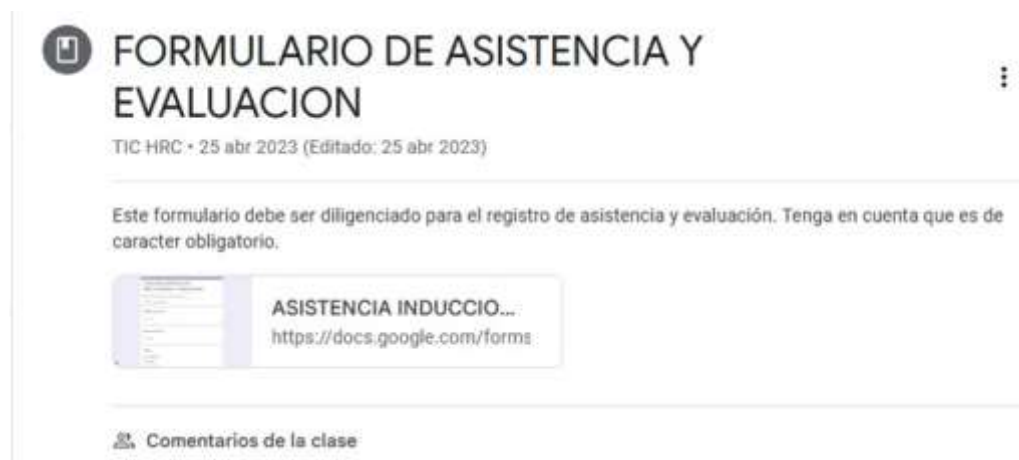 FORMULARIO DE ASISTENCIA Y
EVALUACION
TIC HRC • 25 abr 2023 (Editado: 25 abr 2023)
Este formulario debe ser diligenciado para el registro de asistencia y evaluación. Tenga en cuenta que es de
caracter obligatorio.
ASISTENCIA INDUCCIO...
https://docs.google.com/forms
Comentarios de la clase